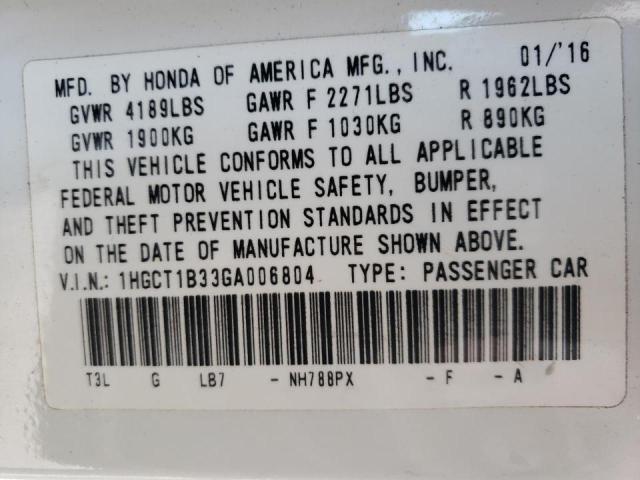 MFD. BY HONDA OF AMERICA MFG., INC. 01/'16
GVWR 4189LBS GAWR F 2271LBS R 1962LBS
GVWR 1900KG GAWR F 1030KG R 890KG
THIS VEHICLE CONFORMS TO ALL APPLICABLE
FEDERAL MOTOR VEHICLE SAFETY, BUMPER,
AND THEFT PREVENTION STANDARDS IN EFFECT
ON THE DATE OF MANUFACTURE SHOWN ABOVE.
V.I.N.: 1HGCT1B33GA006804 TYPE: PASSENGER CAR
T3L G LB7 - NH788PX - F - A